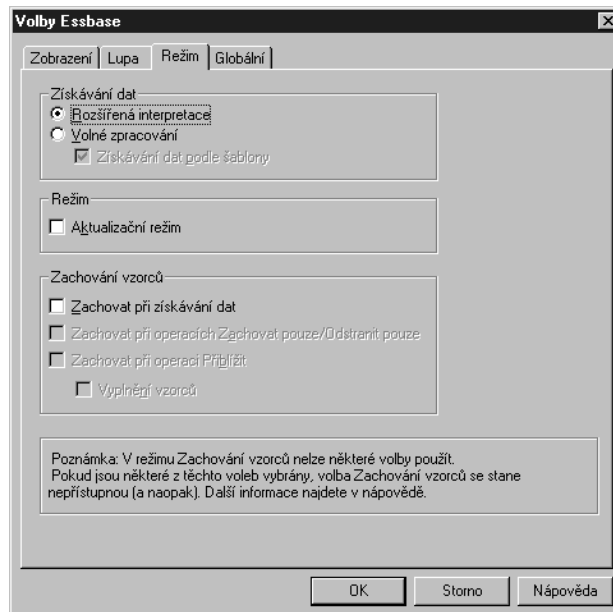 Volby Essbase
Zobrazení Lupa Režim Globální
Získávání dat
Rozšířená interpretace
Volné zpracování
Získávání dat podle šablony
Režim
Aktualizační režim
Zachování vzorců
Zachovat při získávání dat
Zachovat při operacích Zachovat pouze/Odstranit pouze
Zachovat při operaci Přiblížit
Vyplnění vzorců
Poznámka: V režimu Zachování vzorců nelze některé volby použít.
Pokud jsou některé z těchto voleb vybrány, volba Zachování vzorců se stane
nepřístupnou (a naopak). Další informace najdete v nápovědě.
OK Storno Nápověda